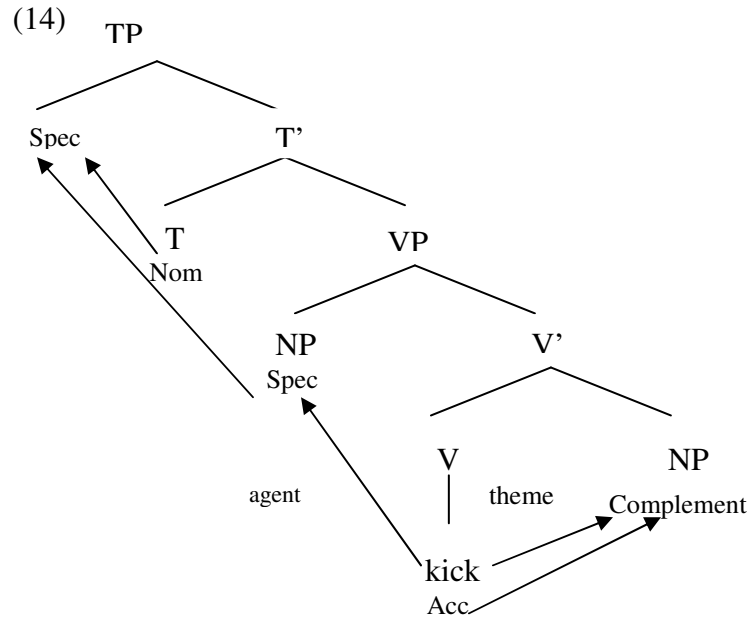 (14)
TP
Spec T’
T VP
Nom
NP V’
Spec
V NP
agent theme Complement
kick
Acc